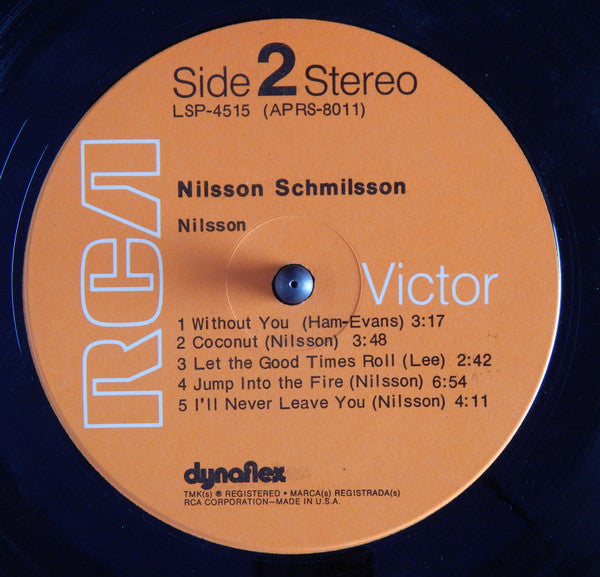 Side 2 Stereo
LSP-4515 (APRS-8011)
RCA
Nilsson Schmilsson
Nilsson
Victor
1 Without You (Ham-Evans) 3:17
2 Coconut (Nilsson) 3:48
3 Let the Good Times Roll (Lee) 2:42
4 Jump Into the Fire (Nilsson) 6:54
5 I'll Never Leave You (Nilsson) 4:11
dynaflex
TMK(s) ® REGISTERED • MARCA(s) REGISTRADA(s)
RCA CORPORATION—MADE IN U.S.A.